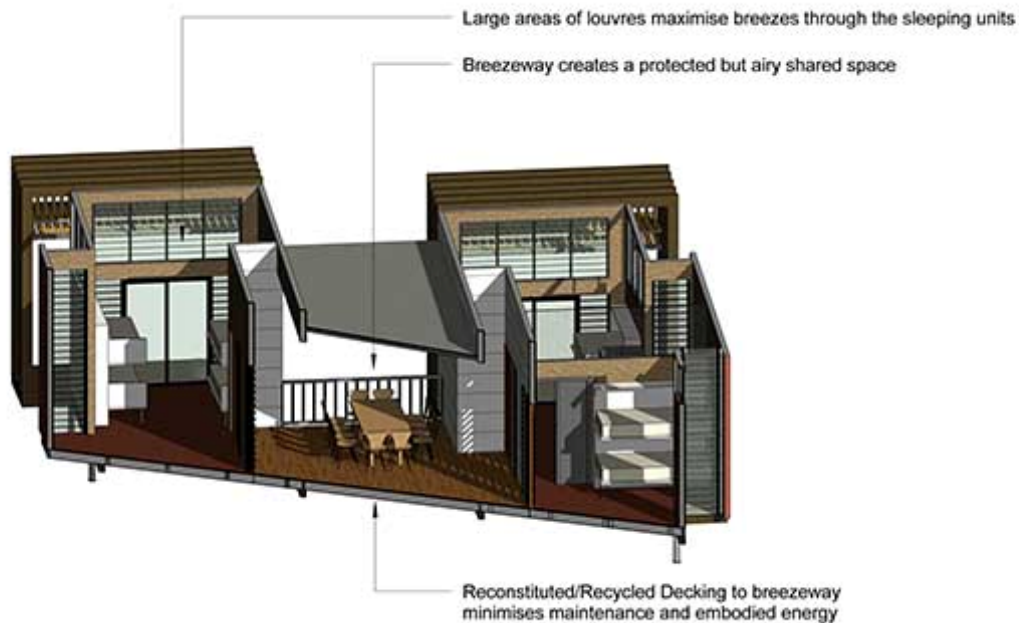 Large areas of louvres maximise breezes through the sleeping units
Breezeway creates a protected but airy shared space
Reconstituted/Recycled Decking to breezeway
minimises maintenance and embodied energy